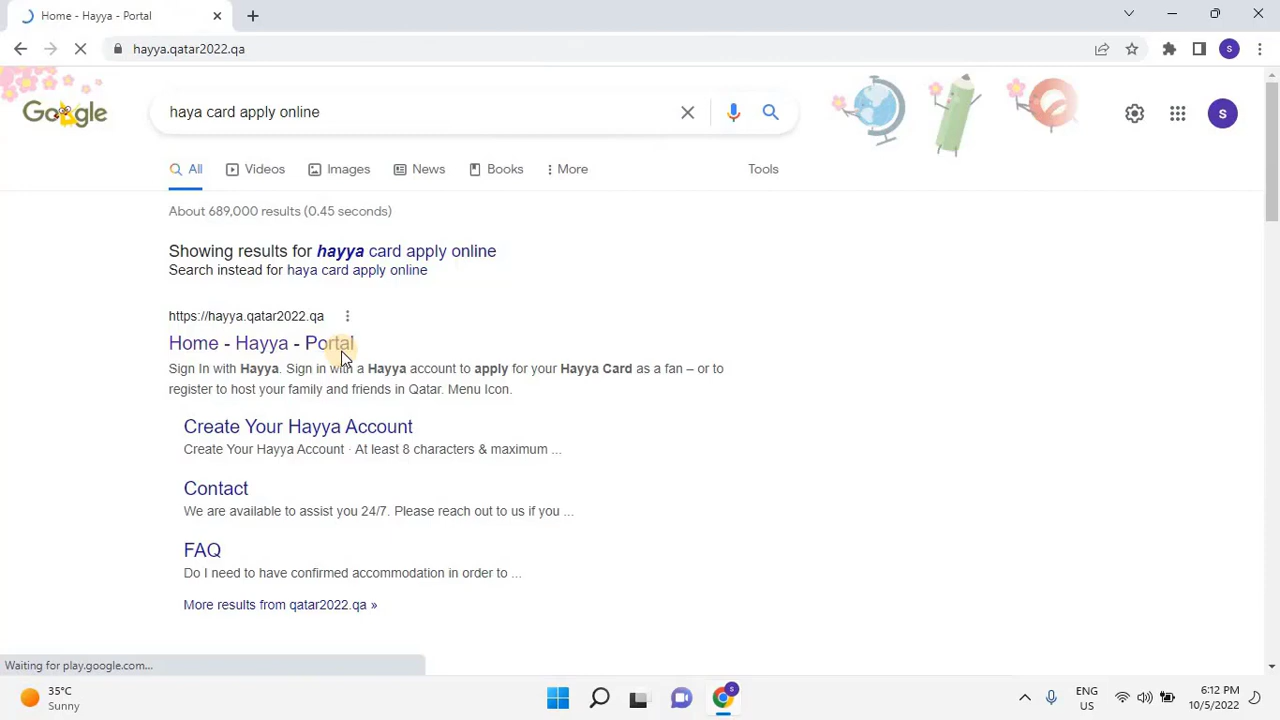 Home - Hayya - Portal
hayya.qatar2022.qa
S
Google
haya card apply online
S
All
Videos
Images
News
Books
More
Tools
About 689,000 results (0.45 seconds)
Showing results for hayya card apply online
Search instead for haya card apply online
https://hayya.qatar2022.qa
Home - Hayya - Portal
Sign In with Hayya. Sign in with a Hayya account to apply for your Hayya Card as a fan – or to
register to host your family and friends in Qatar. Menu Icon.
Create Your Hayya Account
Create Your Hayya Account · At least 8 characters & maximum ...
Contact
We are available to assist you 24/7. Please reach out to us if you ...
FAQ
Do I need to have confirmed accommodation in order to ...
More results from qatar2022.qa »
Waiting for play.google.com...
35°C
Sunny
S
ENG
US
6:12 PM
10/5/2022